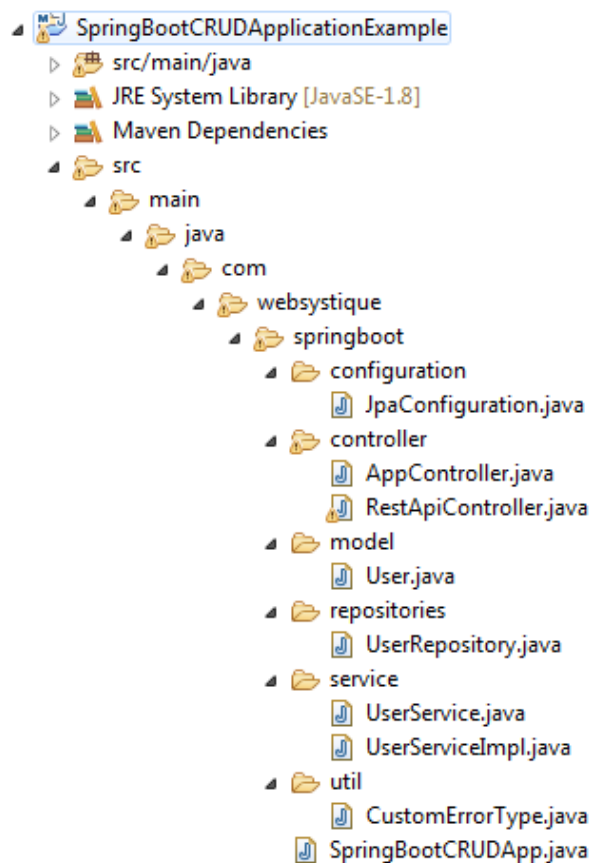 SpringBootCRUDApplicationExample
src/main/java
JRE System Library [JavaSE-1.8]
Maven Dependencies
src
main
java
com
websystique
springboot
configuration
JpaConfiguration.java
controller
AppController.java
RestApiController.java
model
User.java
repositories
UserRepository.java
service
UserService.java
UserServiceImpl.java
util
CustomErrorType.java
SpringBootCRUDApp.java